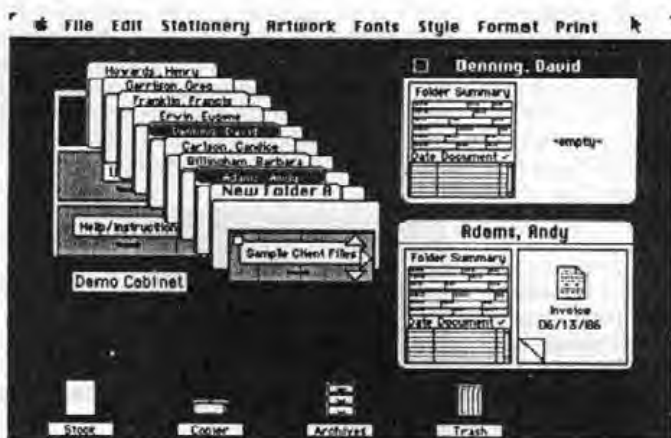 File Edit Stationery Artwork Fonts Style Format Print
Howards, Henry
Garrison, Greg
Franklin, Francis
Erwin, Eugene
Denning, David
Carlson, Candice
Billingham, Barbara
Adams, Andy
New Folder A
Help/Instruction
Sample Client Files
Demo Cabinet
Denning, David
Folder Summary
Date Document ✓
-empty-
Adams, Andy
Folder Summary
Date Document ✓
Invoice
06/13/86
Stock
Copier
Archives
Trash